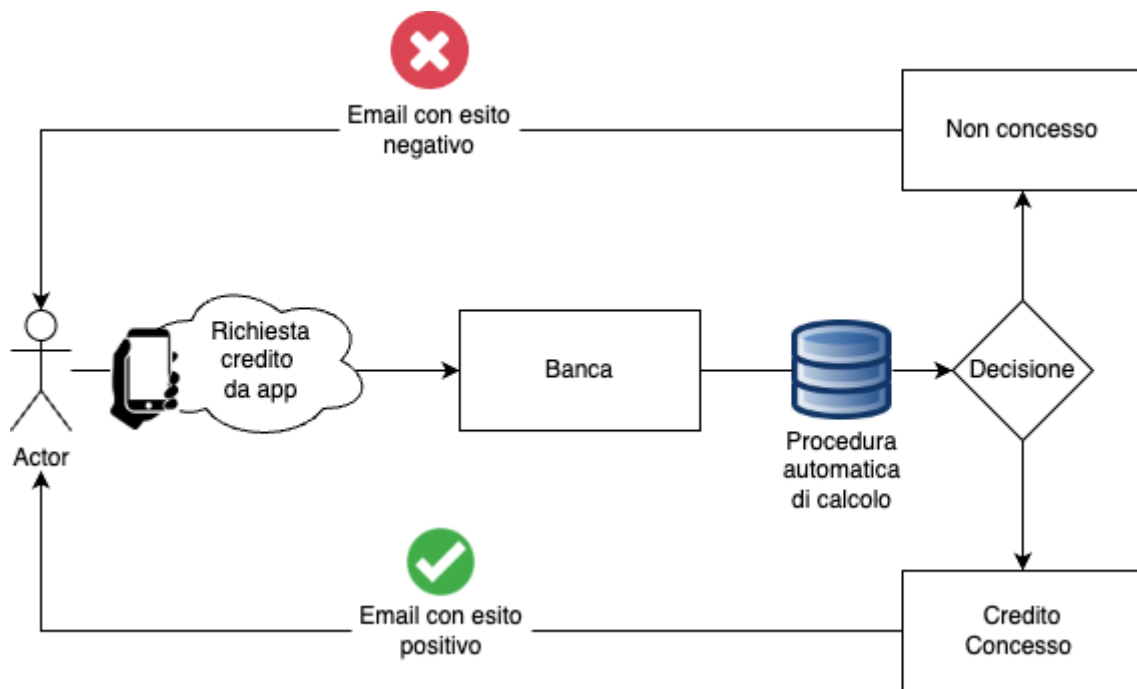 Email con esito
negativo
Non concesso
Richiesta
credito
da app
Banca
Decisione
Actor
Procedura
automatica
di calcolo
Email con esito
positivo
Credito
Concesso